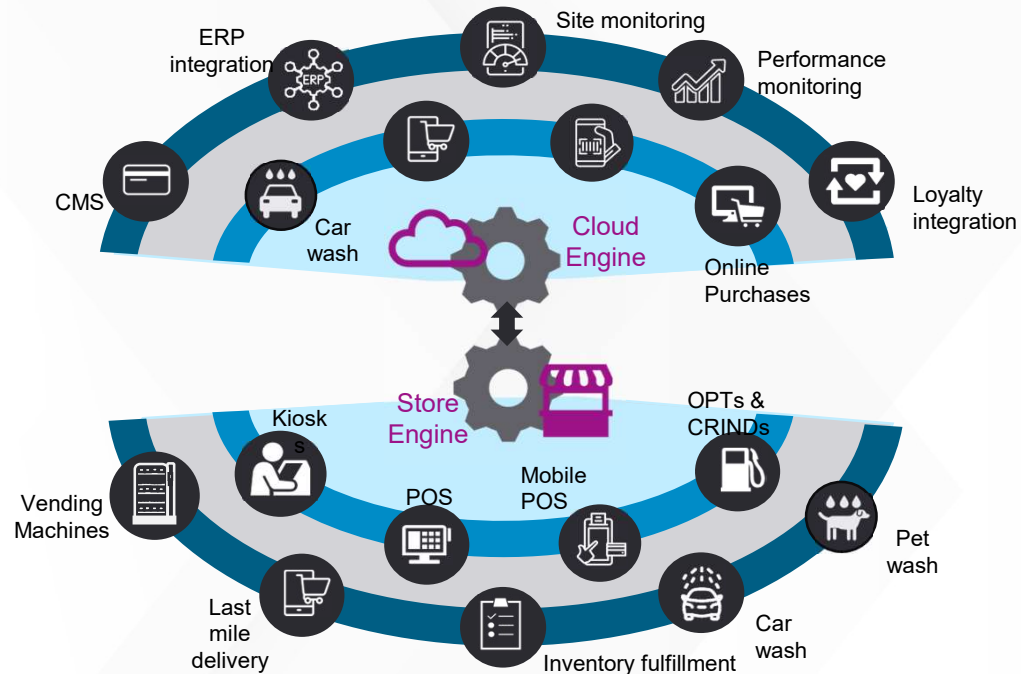 Site monitoring
ERP
integration
ERP
Performance
monitoring
CMS
Loyalty
integration
Car
wash
Cloud
Engine
Online
Purchases
Store
Engine
OPTs &
CRINDs
Kiosk
s
POS
Mobile
POS
Vending
Machines
Pet
wash
Last
mile
delivery
Car
wash
Inventory fulfillment